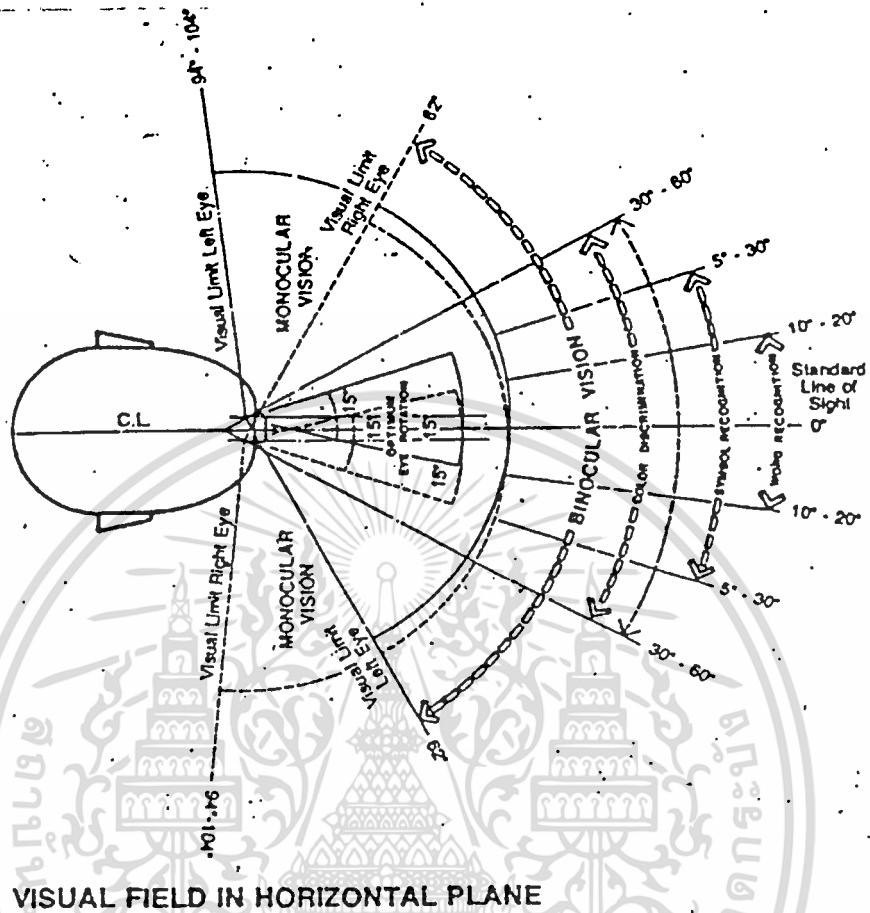 94° - 104°
Visual Limit Left Eye
MONOCULAR
VISION
Visual Limit
Right Eye
62°
30° - 60°
5° - 30°
10° - 20°
Standard
Line of
Sight
0°
10° - 20°
5° - 30°
30° - 60°
62°
C.L.
15°
15°
15°
15°
OPTIMUM
EYE ROTATION
BINOCULAR VISION
COLOR DISCRIMINATION
SYMBOL RECOGNITION
WORD RECOGNITION
Visual Limit Right Eye
MONOCULAR
VISION
Visual Limit
Left Eye
94° - 104°
VISUAL FIELD IN HORIZONTAL PLANE